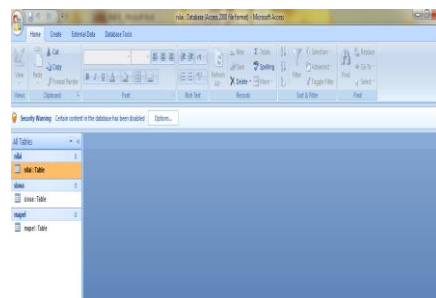 nilai : Database (Access 2000 file format) - Microsoft Access
Home Create External Data Database Tools
View
Paste
Cut
Copy
Format Painter
B I U
Refresh All
New
Save
Delete
Totals
Spelling
Filter
Selection
Advanced
Toggle Filter
Find
Replace
Go To
Select
Views Clipboard Font Rich Text Records Sort & Filter Find
Security Warning Certain content in the database has been disabled Options...
All Tables
nilai
nilai : Table
siswa
siswa : Table
mapel
mapel : Table